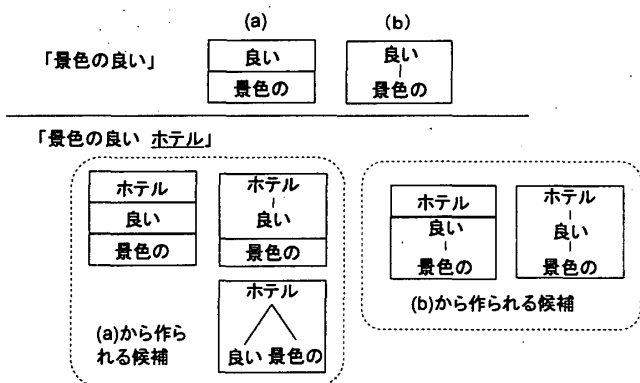 (a) (b)
「景色の良い」
良い
景色の
良い
景色の
「景色の良い ホテル」
ホテル
良い
景色の
ホテル
良い
景色の
ホテル
良い 景色の
(a)から作ら
れる候補
ホテル
良い
景色の
ホテル
良い
景色の
(b)から作られる候補